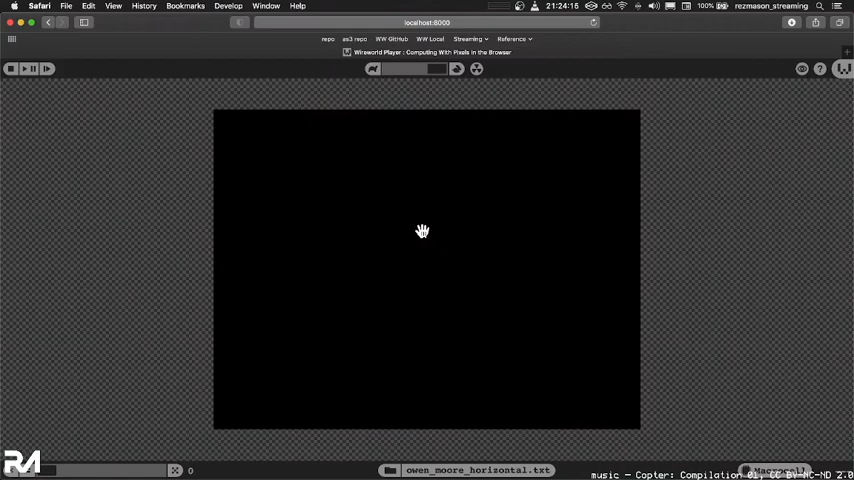 Safari File Edit View History Bookmarks Develop Window Help 21:24:15 100% rezmason_streaming
localhost:8000
repo as3 repo WW GitHub WW Local Streaming Reference
Wireworld Player : Computing With Pixels in the Browser
RM
0
owen_moore_horizontal.txt
music - Copter: Compilation 01, CC BY-NC-ND 2.0